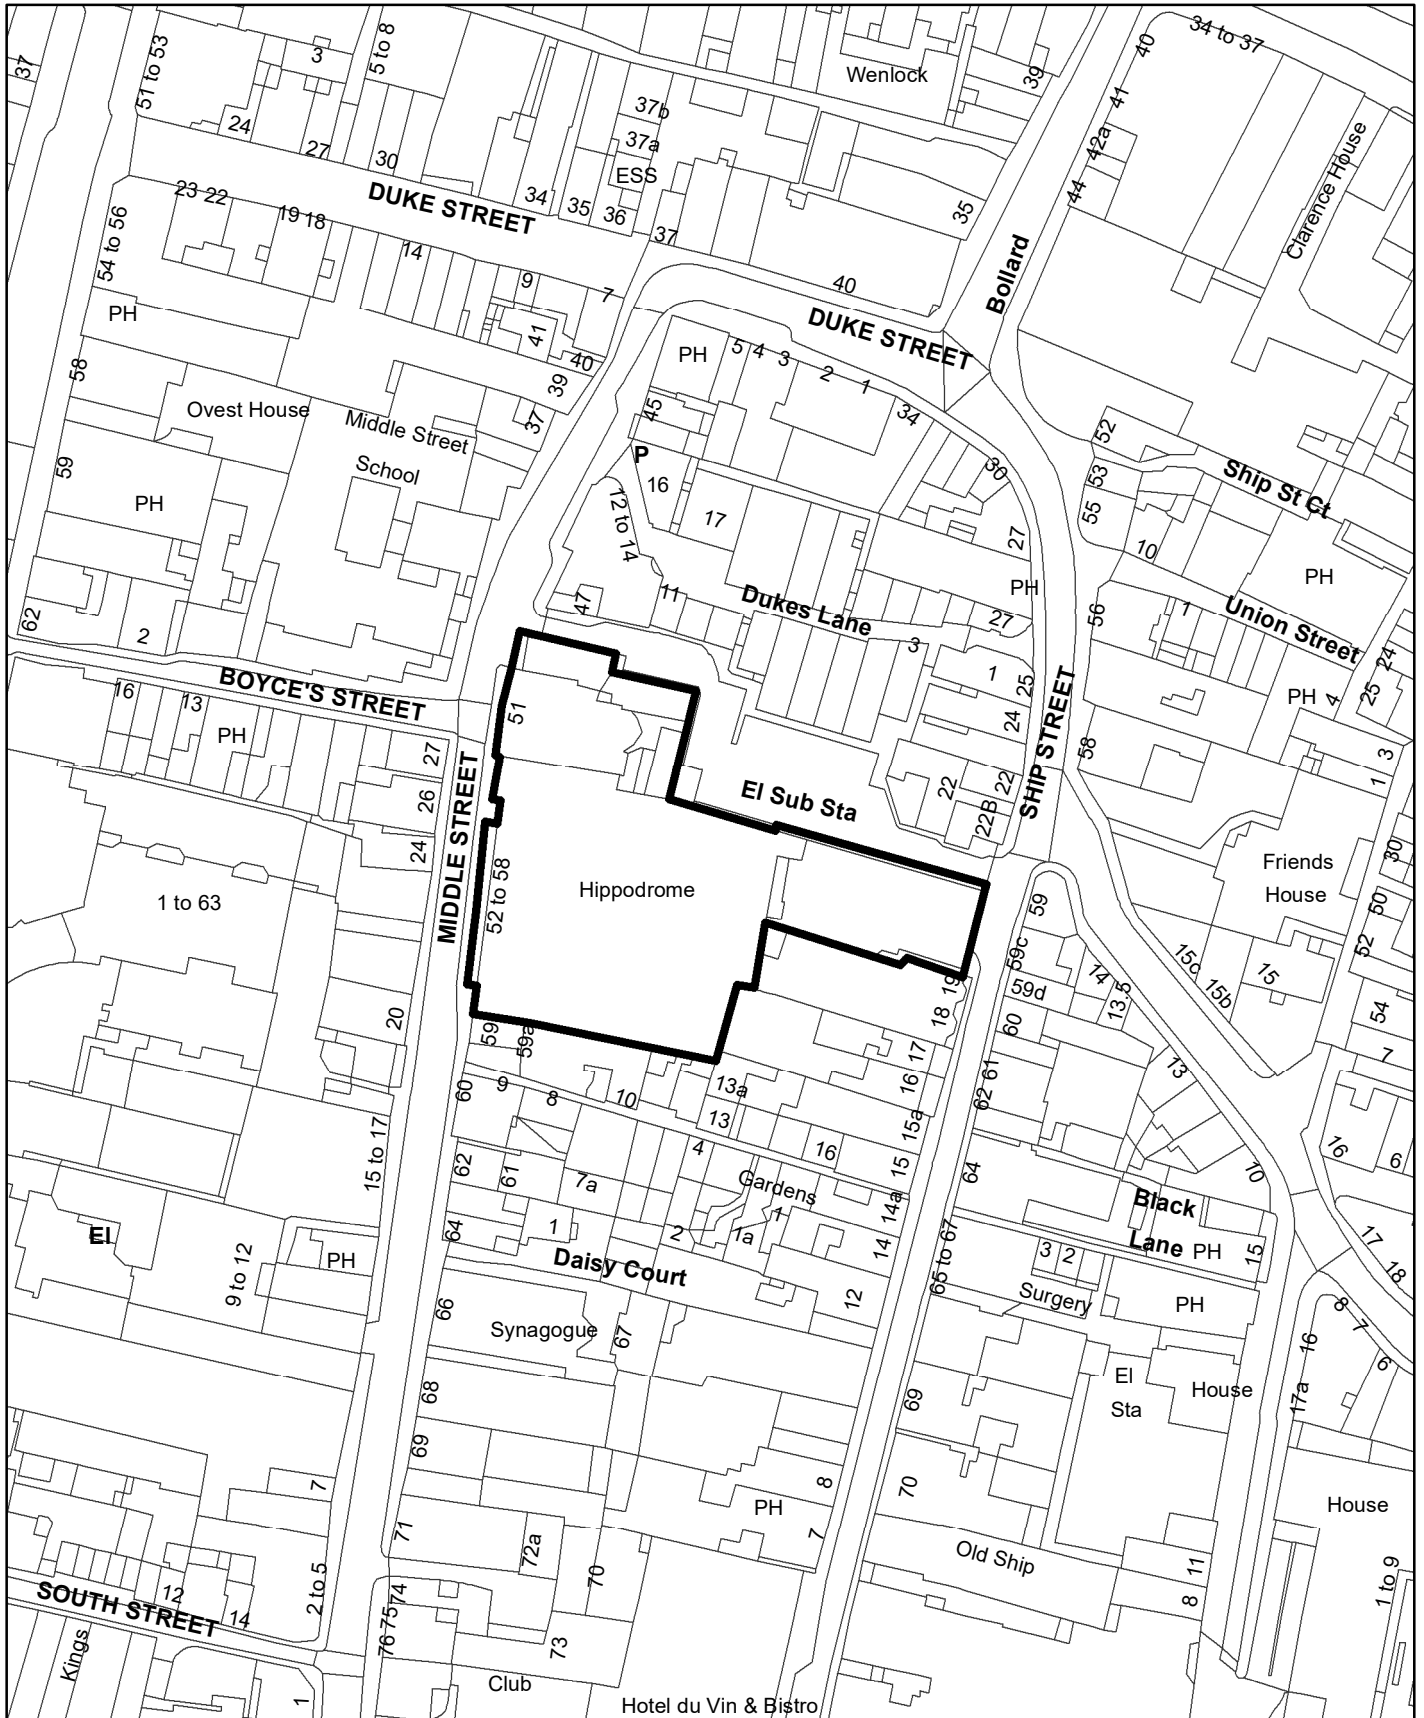 37
51 to 53
3
5 to 8
Wenlock
39
40
34 to 37
41
42a
44
Clarence House
24
27
30
37b
37a
ESS
34
35
36
37
35
DUKE STREET
23 22
19 18
14
9
7
41
40
39
37
54 to 56
PH
58
Ovest House
Middle Street
School
59
PH
62
2
40
DUKE STREET
Bollard
PH
5
4
3
2
1
34
45
P
16
17
12 to 14
30
27
PH
27
47
11
Dukes Lane
3
1
25
24
52
53
55
Ship St Ct
10
PH
56
1
Union Street
24
25
PH
4
3
1
58
SHIP STREET
BOYCE'S STREET
16
13
PH
27
26
24
MIDDLE STREET
51
El Sub Sta
22
22
22B
1 to 63
52 to 58
Hippodrome
Friends
House
30
50
52
54
7
59
59c
59d
14
13.5
15c
15b
15
19
18
17
16
60
61
62
20
59
59a
60
9
8
10
13a
13
16
15a
15
13
16
6
10
15 to 17
62
61
7a
4
Gardens
1
1a
2
14a
14
64
Black
Lane
PH
15
17
18
El
9 to 12
PH
64
1
Daisy Court
12
65 to 67
3
2
Surgery
PH
8
7
6
16
17a
66
Synagogue
67
68
69
El
Sta
House
69
7
8
PH
7
70
House
71
72a
70
Old Ship
11
8
1 to 9
SOUTH STREET
12
14
2 to 5
74
75
76
73
Kings
1
Club
Hotel du Vin & Bistro